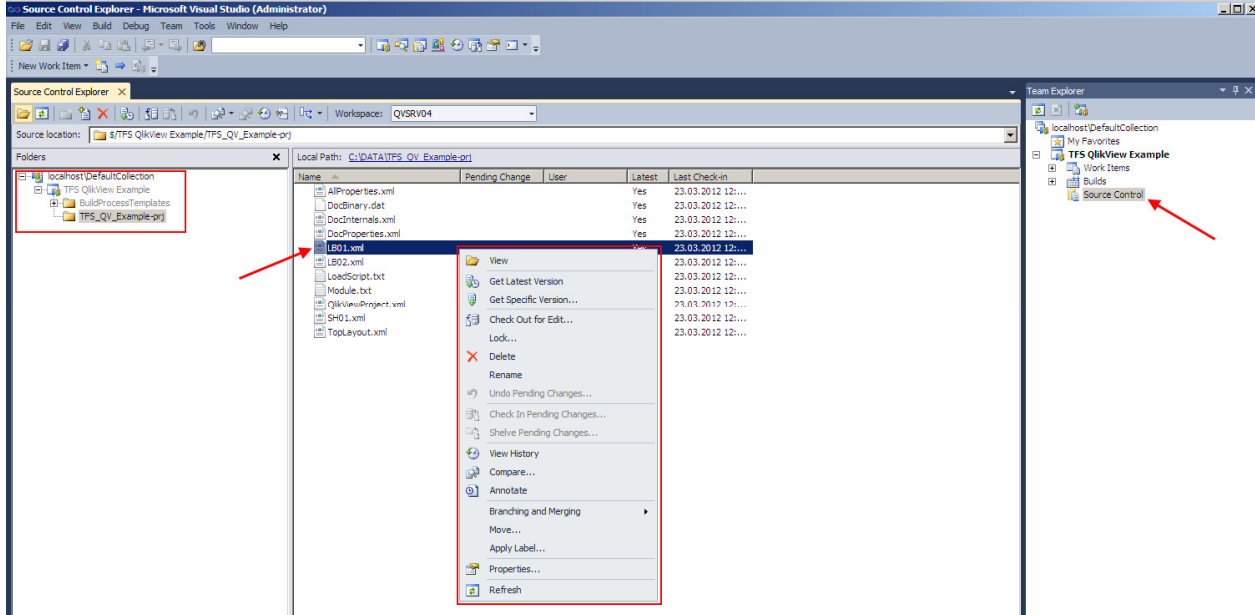 Source Control Explorer - Microsoft Visual Studio (Administrator)
File Edit View Build Debug Team Tools Window Help
New Work Item
Source Control Explorer
Team Explorer
Workspace: QVSRV04
Source location: $/TFS QlikView Example/TFS_QV_Example-prj
localhost\DefaultCollection
My Favorites
TFS QlikView Example
Work Items
Builds
Source Control
Folders
localhost\DefaultCollection
TFS QlikView Example
BuildProcessTemplates
TFS_QV_Example-prj
Local Path: C:\DATA\TFS_QV_Example-prj
Name Pending Change User Latest Last Check-in
AllProperties.xml Yes 23.03.2012 12:...
DocBinary.dat Yes 23.03.2012 12:...
DocInternals.xml Yes 23.03.2012 12:...
DocProperties.xml Yes 23.03.2012 12:...
LB01.xml Yes 23.03.2012 12:...
LB02.xml 23.03.2012 12:...
LoadScript.txt 23.03.2012 12:...
Module.txt 23.03.2012 12:...
QlikViewProject.xml 23.03.2012 12:...
SH01.xml 23.03.2012 12:...
TopLayout.xml 23.03.2012 12:...
View
Get Latest Version
Get Specific Version...
Check Out for Edit...
Lock...
Delete
Rename
Undo Pending Changes...
Check In Pending Changes...
Shelve Pending Changes...
View History
Compare...
Annotate
Branching and Merging
Move...
Apply Label...
Properties...
Refresh